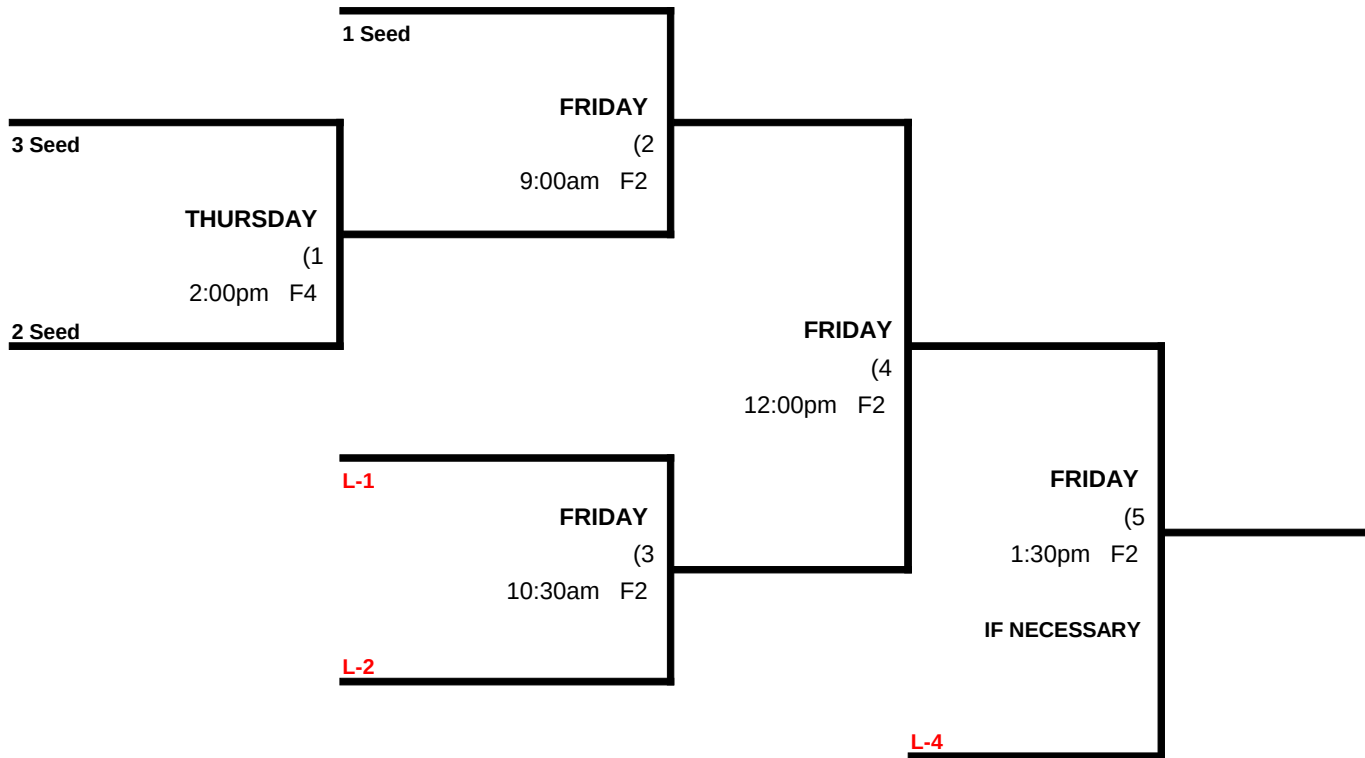 1 Seed
FRIDAY
(2
9:00am F2
3 Seed
THURSDAY
(1
2:00pm F4
2 Seed
FRIDAY
(4
12:00pm F2
L-1
FRIDAY
(3
10:30am F2
L-2
FRIDAY
(5
1:30pm F2
IF NECESSARY
L-4